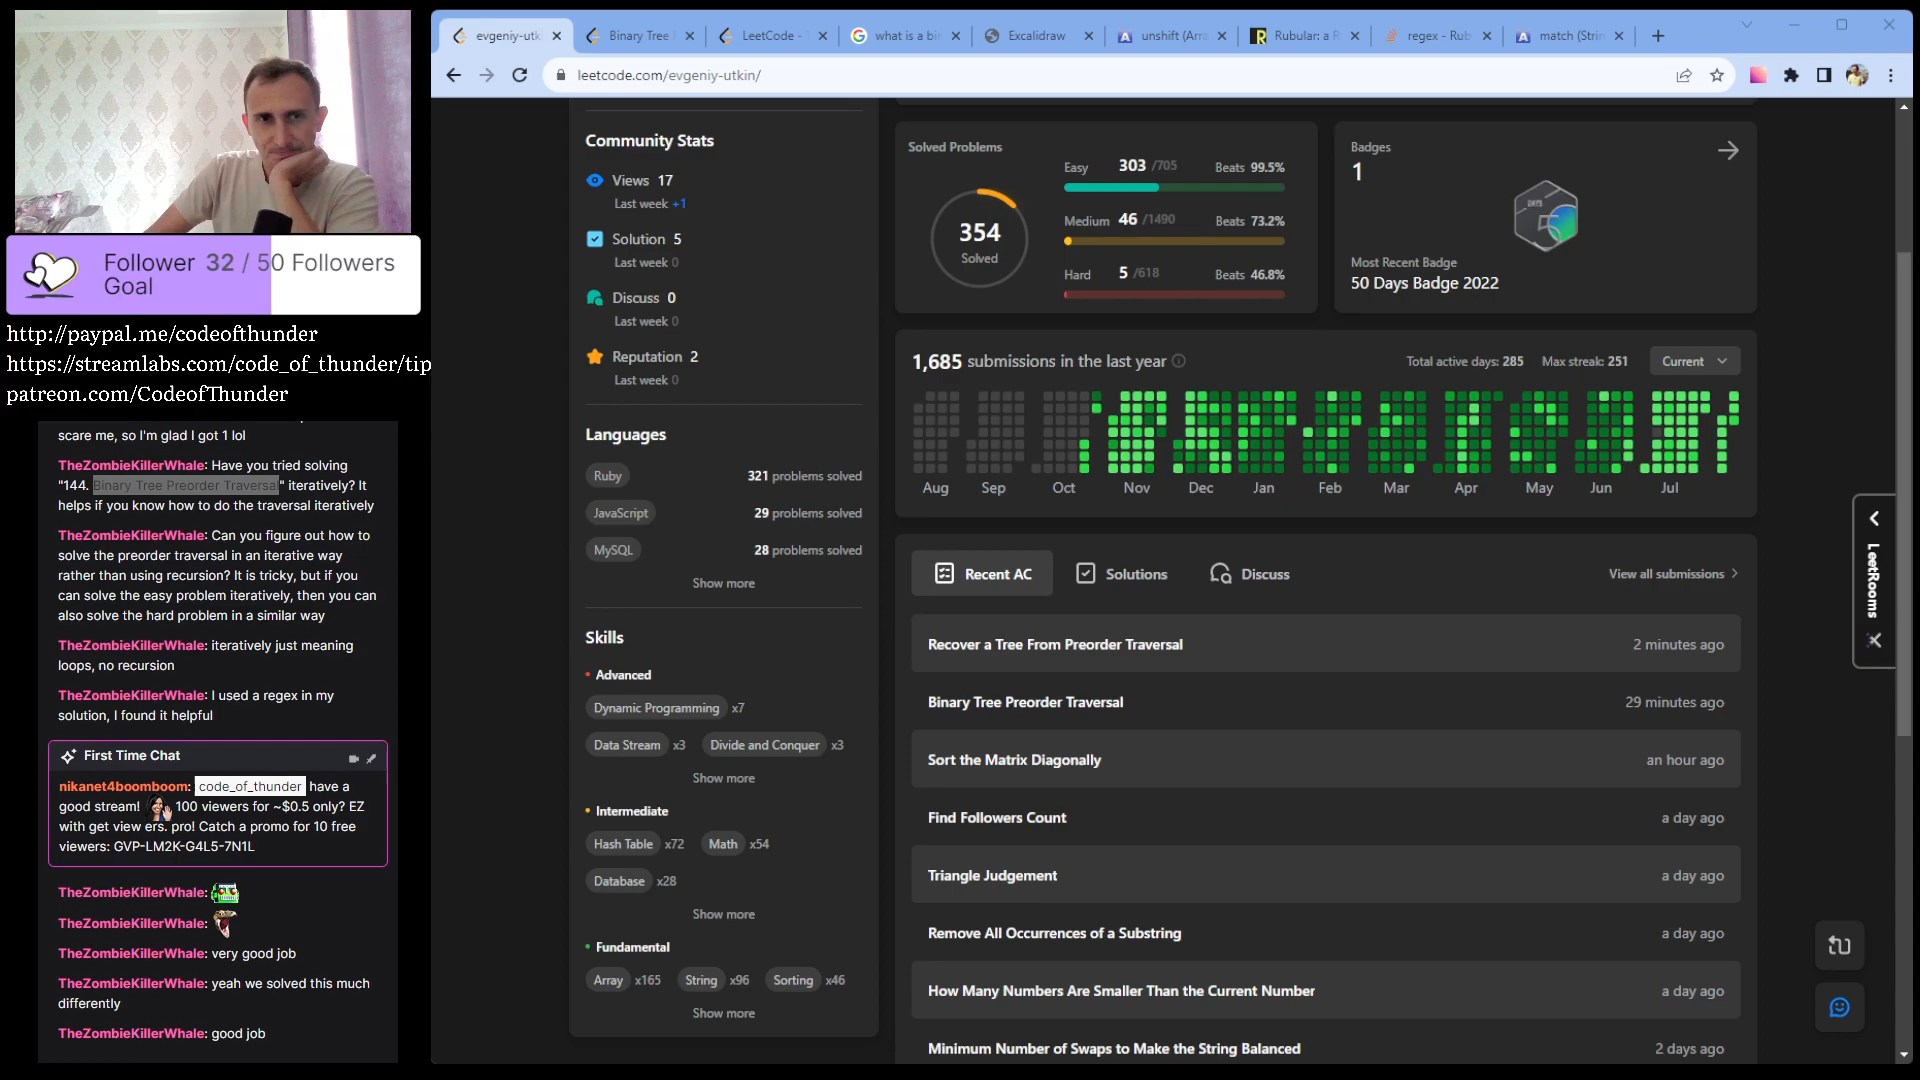 evgeniy-utk
Binary Tree
LeetCode -
what is a bi
Excalidraw
unshift (Arra
Rubular: a R
regex - Rub
match (Strin
leetcode.com/evgeniy-utkin/
Follower 32 / 50 Followers
Goal
http://paypal.me/codeofthunder
https://streamlabs.com/code_of_thunder/tip
patreon.com/CodeofThunder
scare me, so I'm glad I got 1 lol
TheZombieKillerWhale: Have you tried solving
"144. Binary Tree Preorder Traversal" iteratively? It
helps if you know how to do the traversal iteratively
TheZombieKillerWhale: Can you figure out how to
solve the preorder traversal in an iterative way
rather than using recursion? It is tricky, but if you
can solve the easy problem iteratively, then you can
also solve the hard problem in a similar way
TheZombieKillerWhale: iteratively just meaning
loops, no recursion
TheZombieKillerWhale: I used a regex in my
solution, I found it helpful
First Time Chat
nikanet4boomboom: code_of_thunder have a
good stream! 100 viewers for ~$0.5 only? EZ
with get view ers. pro! Catch a promo for 10 free
viewers: GVP-LM2K-G4L5-7N1L
TheZombieKillerWhale:
TheZombieKillerWhale:
TheZombieKillerWhale: very good job
TheZombieKillerWhale: yeah we solved this much
differently
TheZombieKillerWhale: good job
Community Stats
Views 17
Last week +1
Solution 5
Last week 0
Discuss 0
Last week 0
Reputation 2
Last week 0
Languages
Ruby 321 problems solved
JavaScript 29 problems solved
MySQL 28 problems solved
Show more
Skills
Advanced
Dynamic Programming x7
Data Stream x3 Divide and Conquer x3
Show more
Intermediate
Hash Table x72 Math x54
Database x28
Show more
Fundamental
Array x165 String x96 Sorting x46
Show more
Solved Problems
354
Solved
Easy 303 /705 Beats 99.5%
Medium 46 /1490 Beats 73.2%
Hard 5 /618 Beats 46.8%
Badges
1
DAYS
Most Recent Badge
50 Days Badge 2022
1,685 submissions in the last year Total active days: 285 Max streak: 251 Current
Aug Sep Oct Nov Dec Jan Feb Mar Apr May Jun Jul
Recent AC Solutions Discuss View all submissions
Recover a Tree From Preorder Traversal 2 minutes ago
Binary Tree Preorder Traversal 29 minutes ago
Sort the Matrix Diagonally an hour ago
Find Followers Count a day ago
Triangle Judgement a day ago
Remove All Occurrences of a Substring a day ago
How Many Numbers Are Smaller Than the Current Number a day ago
Minimum Number of Swaps to Make the String Balanced 2 days ago
LeetRooms